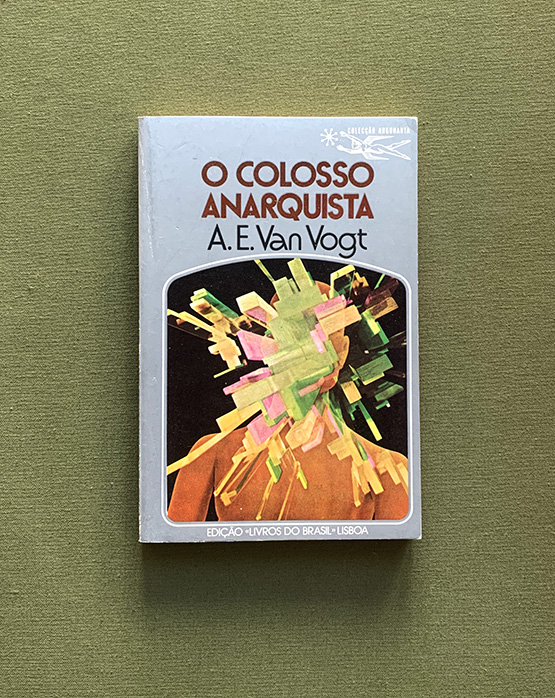 COLECÇÃO ARGONAUTA
O COLOSSO
ANARQUISTA
A. E. Van Vogt
EDIÇÃO «LIVROS DO BRASIL» LISBOA